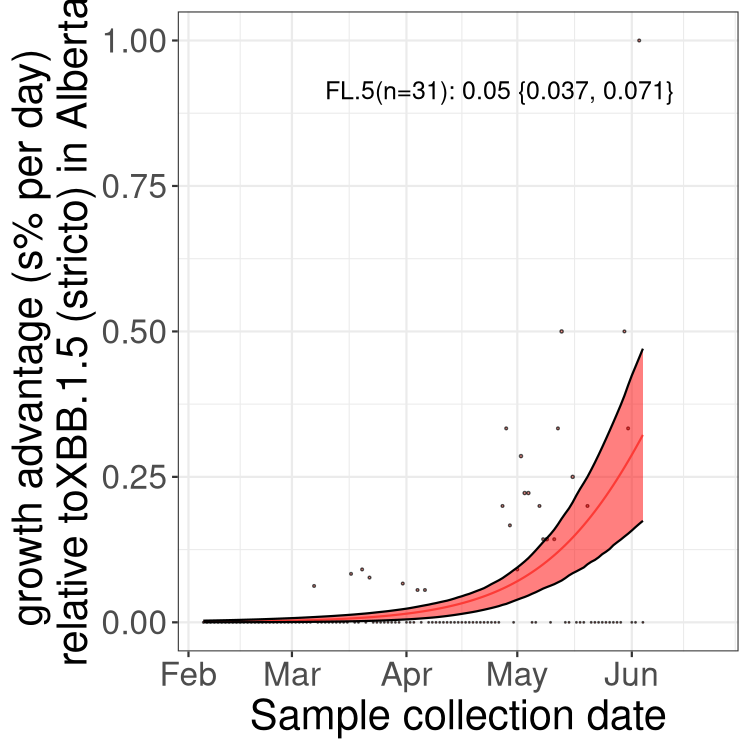 growth advantage (s% per day)
relative toXBB.1.5 (stricto) in Alberta
1.00
0.75
0.50
0.25
0.00
FL.5(n=31): 0.05 {0.037, 0.071}
Feb Mar Apr May Jun
Sample collection date